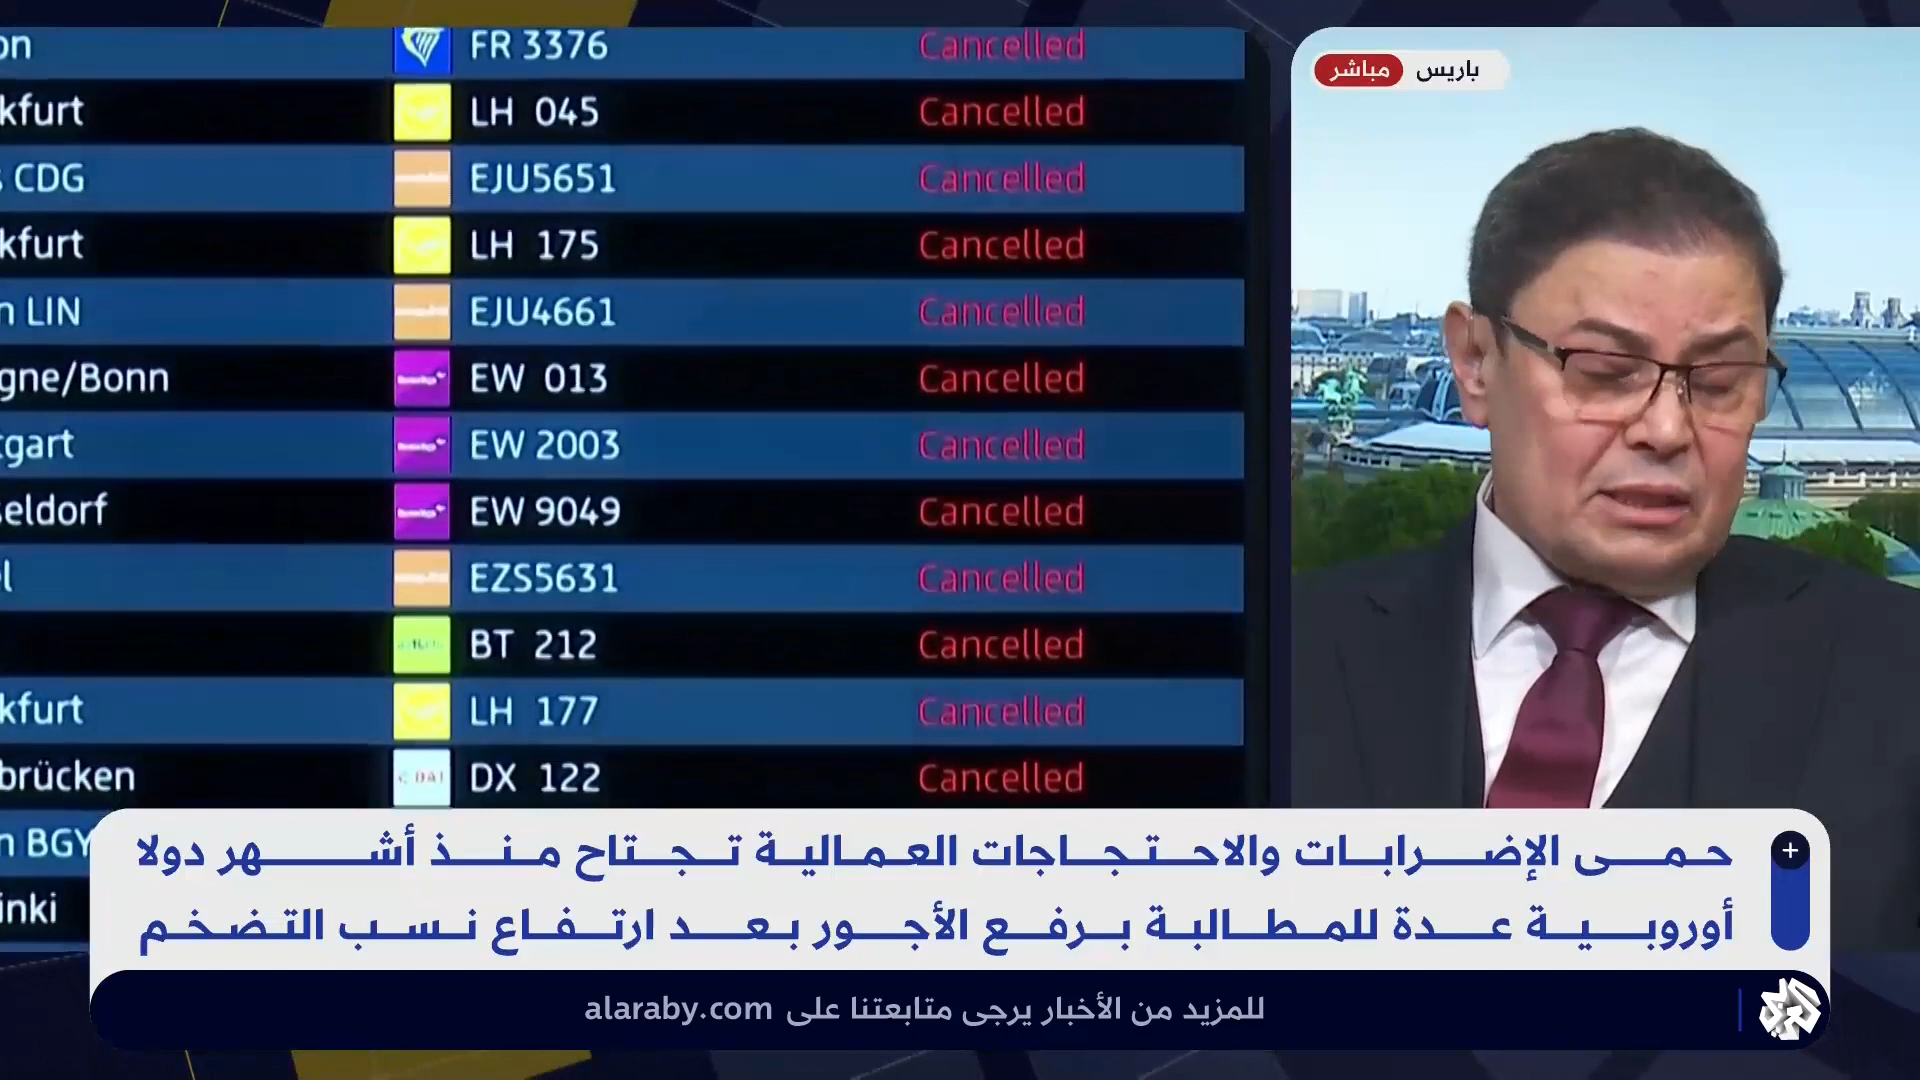 on FR 3376 Cancelled
kfurt LH 045 Cancelled
s CDG EJU5651 Cancelled
kfurt LH 175 Cancelled
n LIN EJU4661 Cancelled
gne/Bonn EW 013 Cancelled
tgart EW 2003 Cancelled
seldorf EW 9049 Cancelled
l EZS5631 Cancelled
BT 212 Cancelled
kfurt LH 177 Cancelled
brücken DX 122 Cancelled
n BGY
inki
باريس مباشر
حمى الإضرابات والاحتجاجات العمالية تجتاح منذ أشهر دولا
أوروبية عدة للمطالبة برفع الأجور بعد ارتفاع نسب التضخم
للمزيد من الأخبار يرجى متابعتنا على alaraby.com